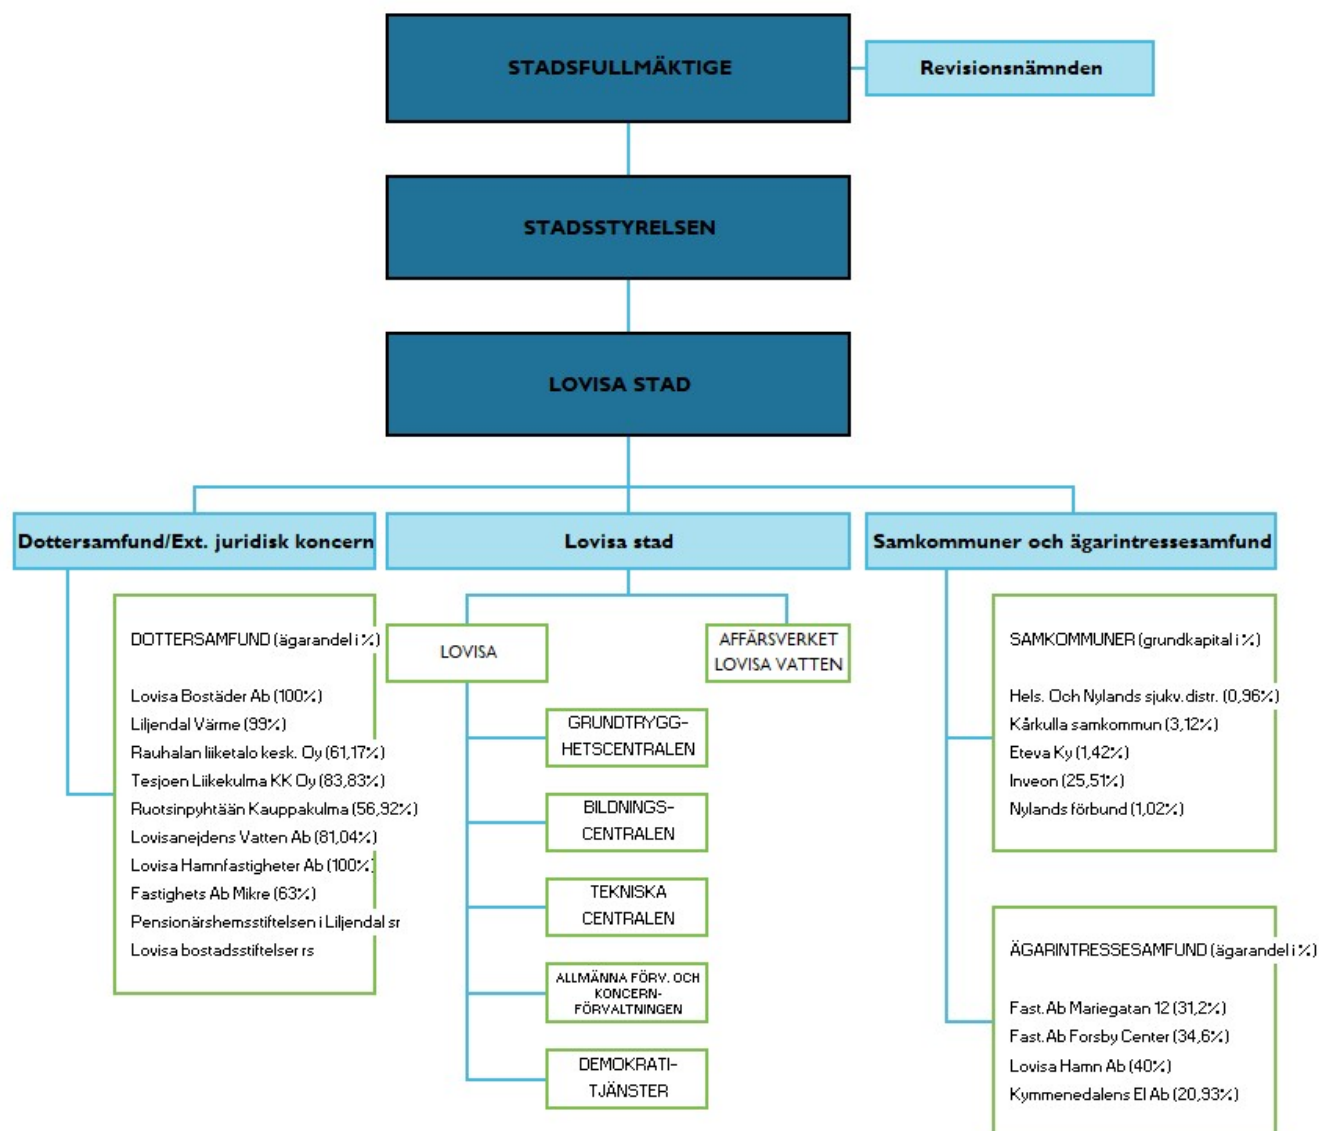 STADSFULLMÄKTIGE
Revisionsnämnden
STADSSTYRELSEN
LOVISA STAD
Dottersamfund/Ext. juridisk koncern
DOTTERSAMFUND (ägarandel i %)
Lovisa Bostäder Ab (100%)
Liljendal Värme (99%)
Rauhalan liiketalo kesk. Oy (61,17%)
Tesjoen Liikekulma KK Oy (83,83%)
Ruotsinpyhtään Kauppakulma (56,92%)
Lovisanejdens Vatten Ab (81,04%)
Lovisa Hamnfastigheter Ab (100%)
Fastighets Ab Mikre (63%)
Pensionärshemsstiftelsen i Liljendal sr
Lovisa bostadsstiftelser rs
Lovisa stad
LOVISA
AFFÄRSVERKET
LOVISA VATTEN
GRUNDTRYGG-
HETSCENTRALEN
BILDNINGS-
CENTRALEN
TEKNISKA
CENTRALEN
ALLMÄNNA FÖRV. OCH
KONCERN-
FÖRVALTNINGEN
DEMOKRATI-
TJÄNSTER
Samkommuner och ägarintressesamfund
SAMKOMMUNER (grundkapital i %)
Hels. Och Nylands sjukv. distr. (0,96%)
Kårkulla samkommun (3,12%)
Eteva Ky (1,42%)
Inveon (25,51%)
Nylands förbund (1,02%)
ÄGARINTRESSESAMFUND (ägarandel i %)
Fast. Ab Mariegatan 12 (31,2%)
Fast. Ab Forsby Center (34,6%)
Lovisa Hamn Ab (40%)
Kymmenedalens El Ab (20,93%)